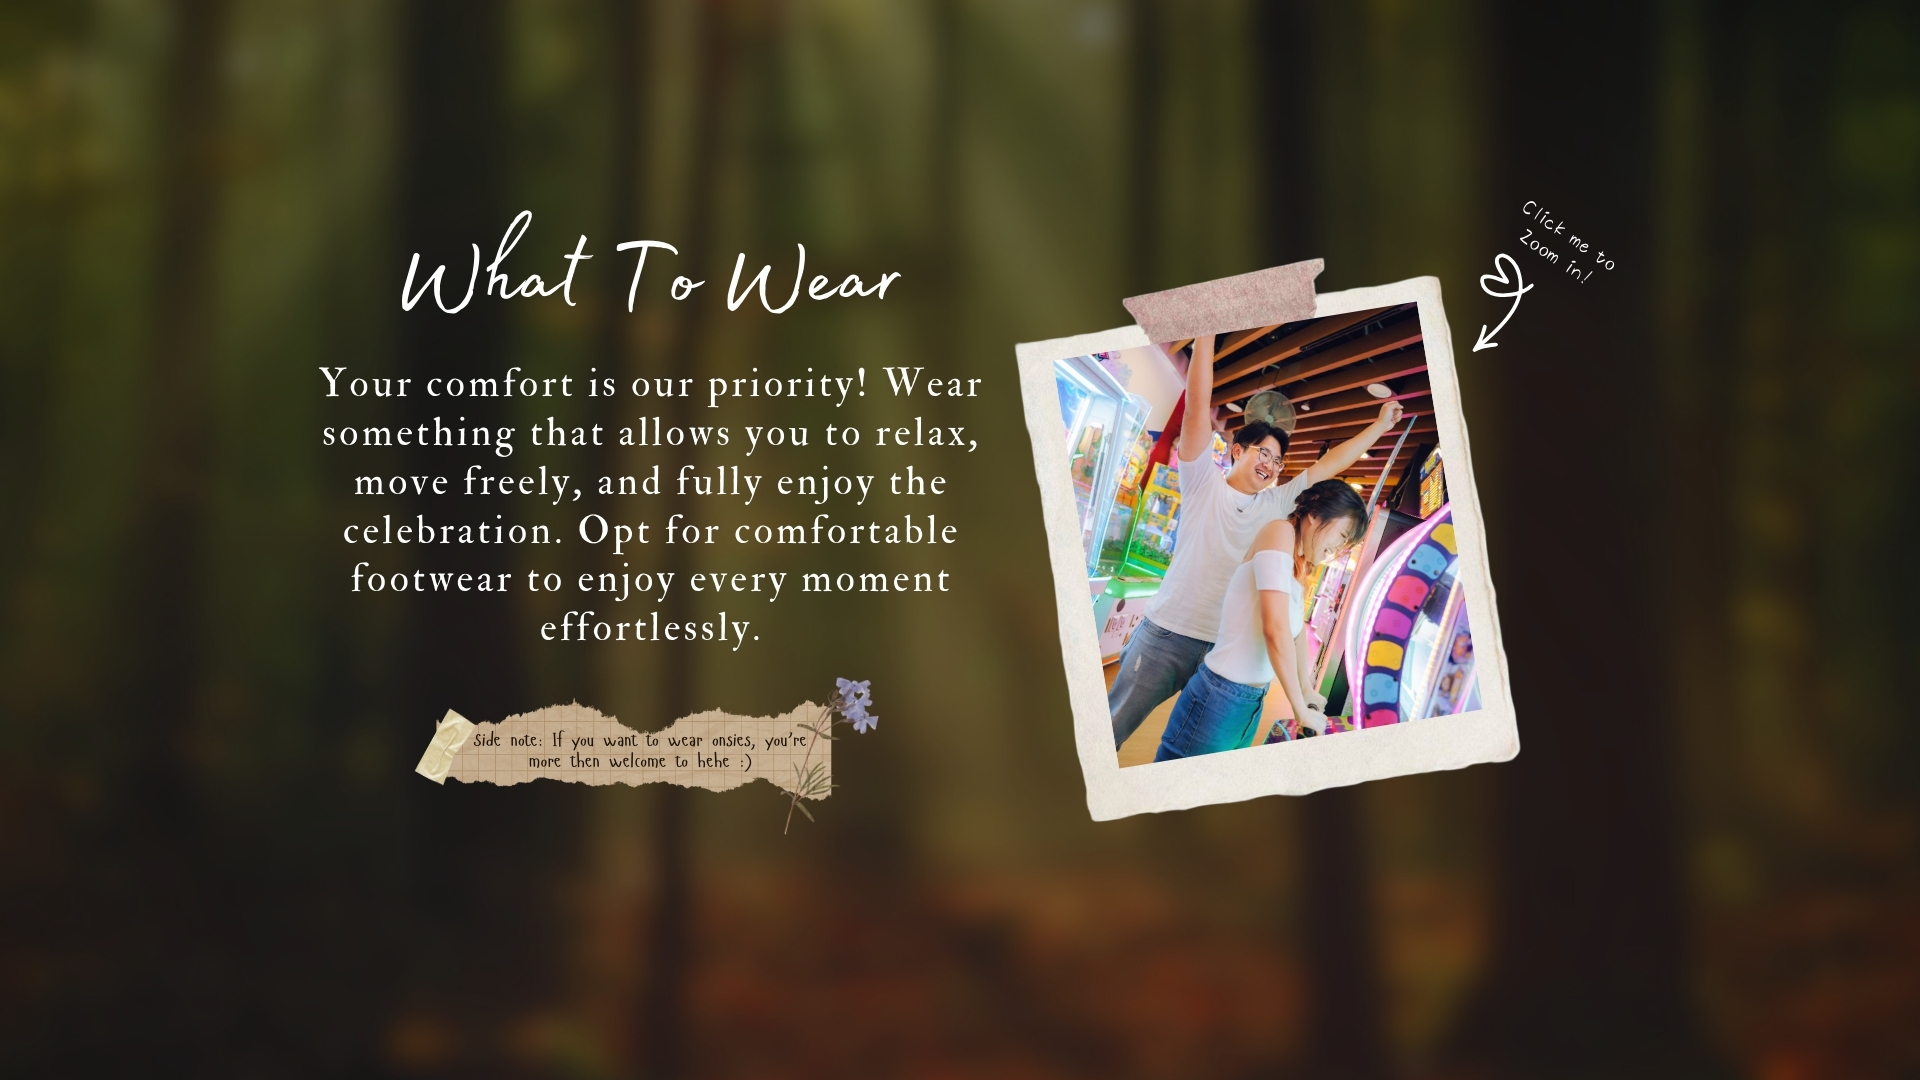 What To Wear
Your comfort is our priority! Wear
something that allows you to relax,
move freely, and fully enjoy the
celebration. Opt for comfortable
footwear to enjoy every moment
effortlessly.
Side note: If you want to wear onsies, you're
more then welcome to hehe :)
Click me to
Zoom in!